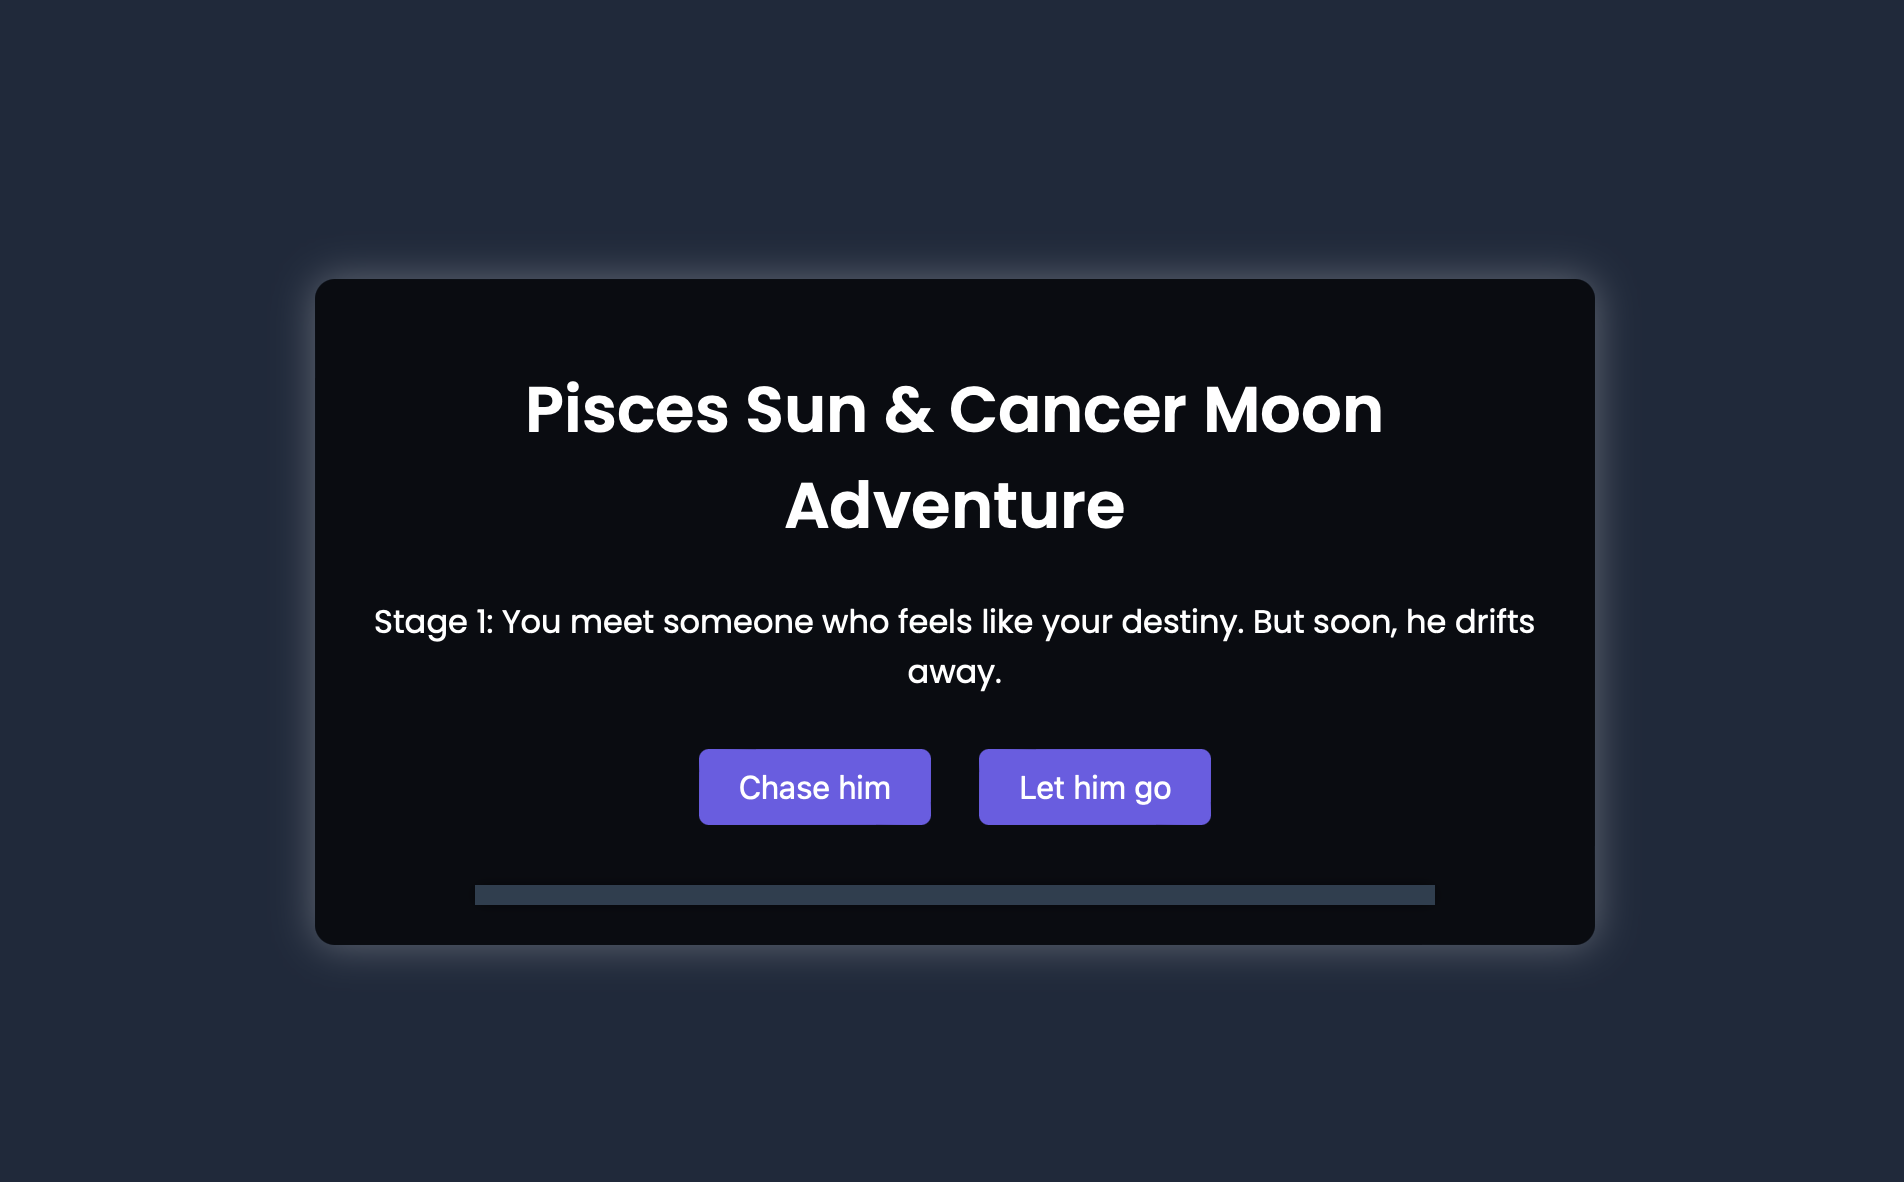 Pisces Sun & Cancer Moon
Adventure
Stage 1: You meet someone who feels like your destiny. But soon, he drifts
away.
Chase him
Let him go